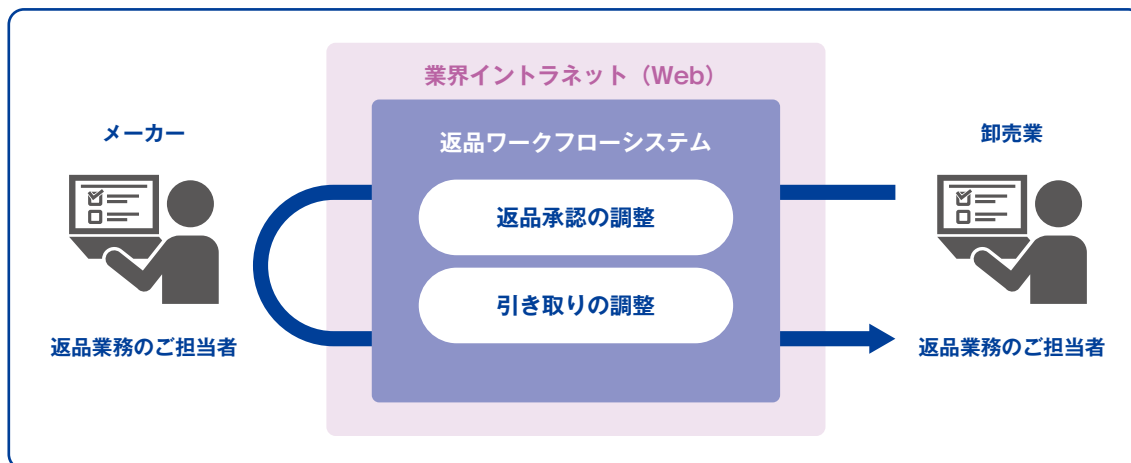 業界イントラネット（Web）
メーカー
返品ワークフローシステム
卸売業
返品承認の調整
引き取りの調整
返品業務のご担当者
返品業務のご担当者